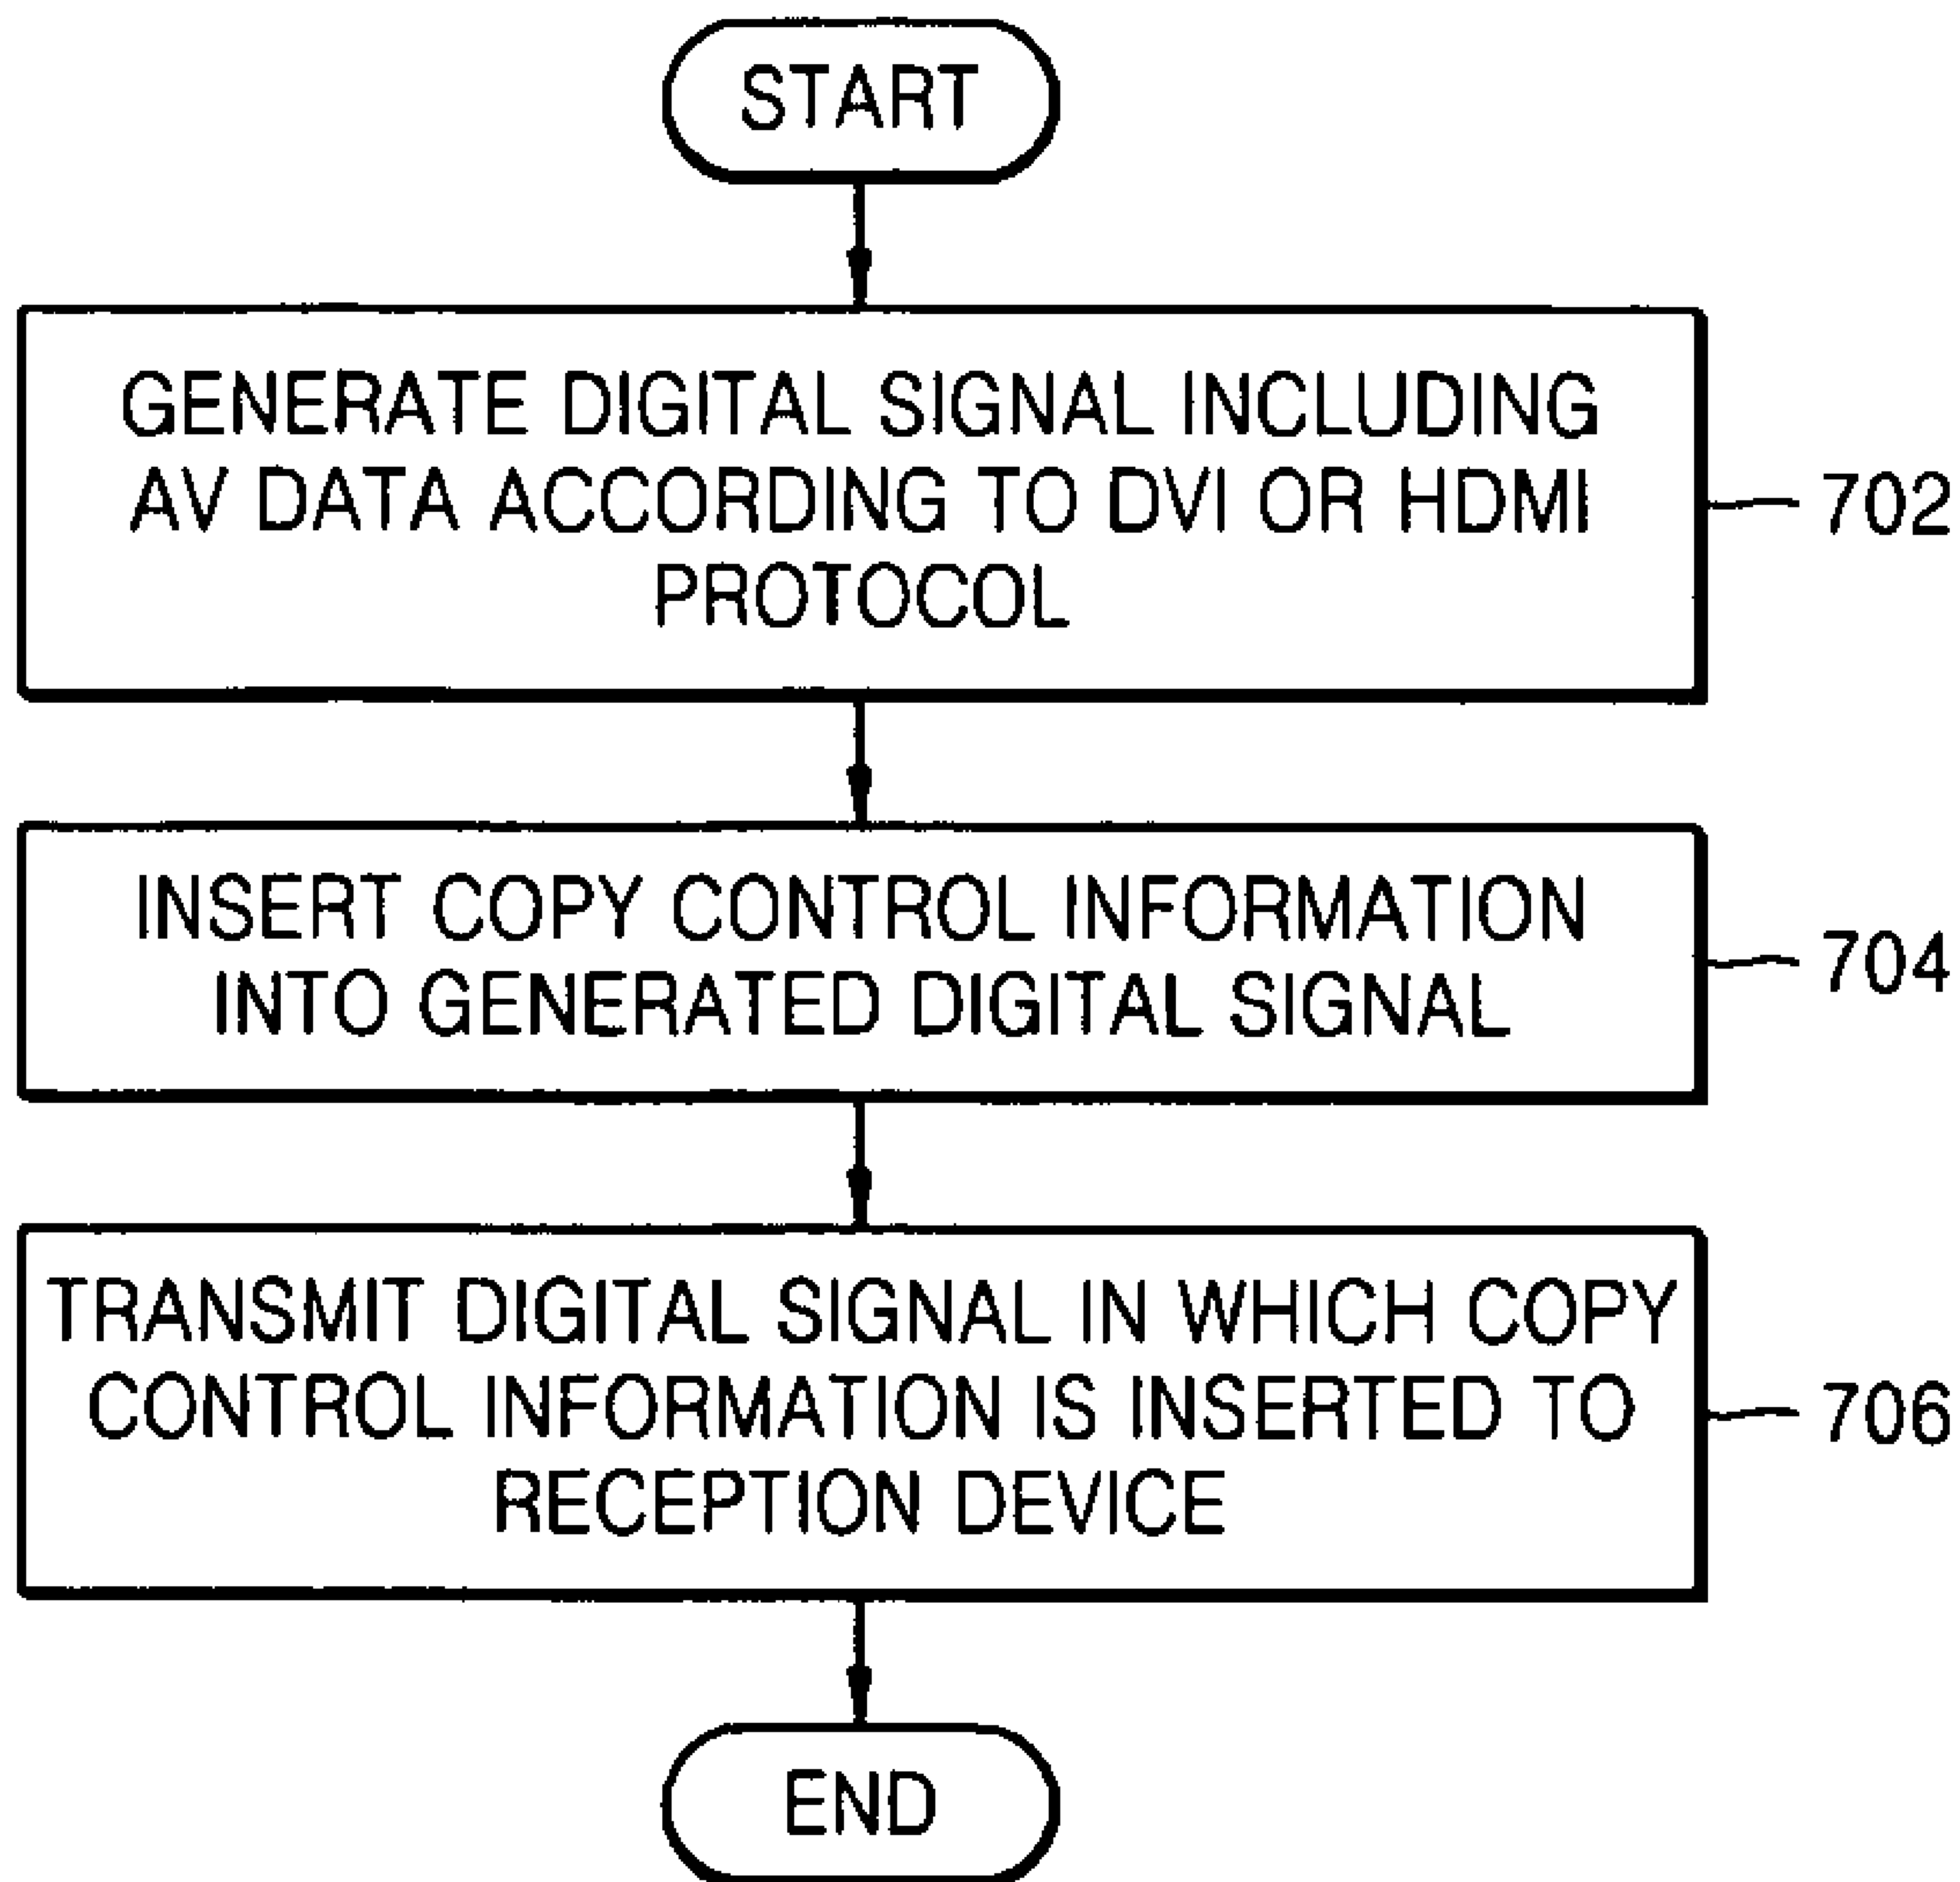 START
GENERATE DIGITAL SIGNAL INCLUDING
AV DATA ACCORDING TO DVI OR HDMI
PROTOCOL
702
INSERT COPY CONTROL INFORMATION
INTO GENERATED DIGITAL SIGNAL
704
TRANSMIT DIGITAL SIGNAL IN WHICH COPY
CONTROL INFORMATION IS INSERTED TO
RECEPTION DEVICE
706
END